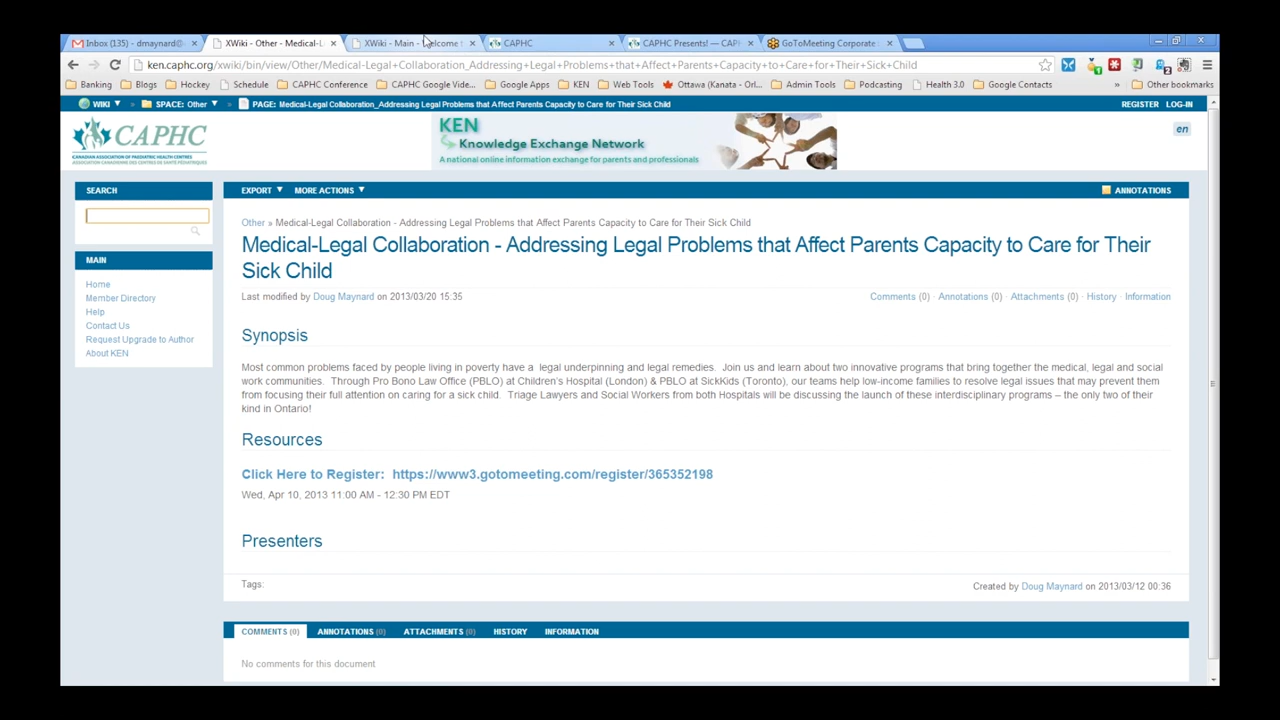 Inbox (135) - dmaynard@
XWiki - Other - Medical-L
XWiki - Main - Welcome t
CAPHC
CAPHC Presents! — CAP
GoToMeeting Corporate
ken.caphc.org/xwiki/bin/view/Other/Medical-Legal+Collaboration_Addressing+Legal+Problems+that+Affect+Parents+Capacity+to+Care+for+Their+Sick+Child
Banking Blogs Hockey Schedule CAPHC Conference CAPHC Google Vide... Google Apps KEN Web Tools Ottawa (Kanata - Orl... Admin Tools Podcasting Health 3.0 Google Contacts » Other bookmarks
WIKI SPACE: Other PAGE: Medical-Legal Collaboration_Addressing Legal Problems that Affect Parents Capacity to Care for Their Sick Child REGISTER LOG-IN
CAPHC
CANADIAN ASSOCIATION OF PAEDIATRIC HEALTH CENTRES
ASSOCIATION CANADIENNE DES CENTRES DE SANTÉ PÉDIATRIQUES
KEN
Knowledge Exchange Network
A national online information exchange for parents and professionals
en
SEARCH
MAIN
Home
Member Directory
Help
Contact Us
Request Upgrade to Author
About KEN
EXPORT MORE ACTIONS ANNOTATIONS
Other » Medical-Legal Collaboration - Addressing Legal Problems that Affect Parents Capacity to Care for Their Sick Child
Medical-Legal Collaboration - Addressing Legal Problems that Affect Parents Capacity to Care for Their
Sick Child
Last modified by Doug Maynard on 2013/03/20 15:35
Comments (0) · Annotations (0) · Attachments (0) · History · Information
Synopsis
Most common problems faced by people living in poverty have a legal underpinning and legal remedies. Join us and learn about two innovative programs that bring together the medical, legal and social
work communities. Through Pro Bono Law Office (PBLO) at Children's Hospital (London) & PBLO at SickKids (Toronto), our teams help low-income families to resolve legal issues that may prevent them
from focusing their full attention on caring for a sick child. Triage Lawyers and Social Workers from both Hospitals will be discussing the launch of these interdisciplinary programs – the only two of their
kind in Ontario!
Resources
Click Here to Register: https://www3.gotomeeting.com/register/365352198
Wed, Apr 10, 2013 11:00 AM - 12:30 PM EDT
Presenters
Tags:
Created by Doug Maynard on 2013/03/12 00:36
COMMENTS (0) ANNOTATIONS (0) ATTACHMENTS (0) HISTORY INFORMATION
No comments for this document